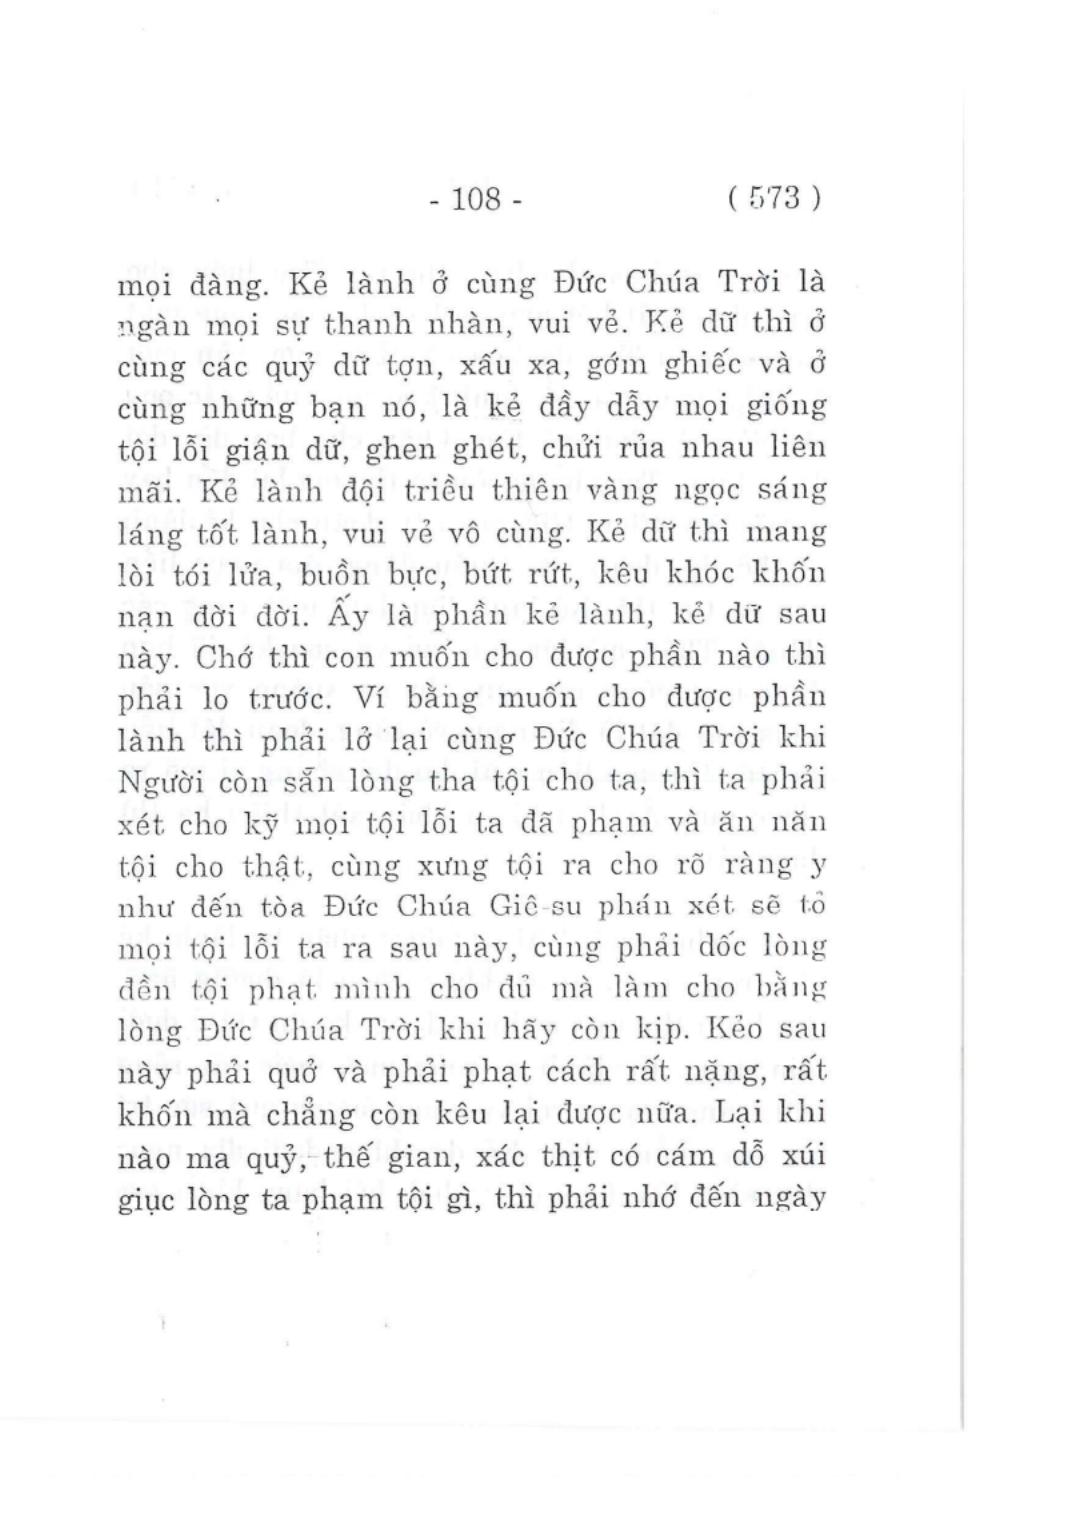 - 108 - ( 573 )
mọi đàng. Kẻ lành ở cùng Đức Chúa Trời là
ngàn mọi sự thanh nhàn, vui vẻ. Kẻ dữ thì ở
cùng các quỷ dữ tợn, xấu xa, gớm ghiếc và ở
cùng những bạn nó, là kẻ đầy dẫy mọi giống
tội lỗi giận dữ, ghen ghét, chửi rủa nhau liên
mãi. Kẻ lành đội triều thiên vàng ngọc sáng
láng tốt lành, vui vẻ vô cùng. Kẻ dữ thì mang
lòi tói lửa, buồn bực, bứt rứt, kêu khóc khốn
nạn đời đời. Ấy là phần kẻ lành, kẻ dữ sau
này. Chớ thì con muốn cho được phần nào thì
phải lo trước. Ví bằng muốn cho được phần
lành thì phải lở lại cùng Đức Chúa Trời khi
Người còn sẵn lòng tha tội cho ta, thì ta phải
xét cho kỹ mọi tội lỗi ta đã phạm và ăn năn
tội cho thật, cùng xưng tội ra cho rõ ràng y
như đến tòa Đức Chúa Giê-su phán xét sẽ tỏ
mọi tội lỗi ta ra sau này, cùng phải dốc lòng
đền tội phạt mình cho đủ mà làm cho bằng
lòng Đức Chúa Trời khi hãy còn kịp. Kẻo sau
này phải quở và phải phạt cách rất nặng, rất
khốn mà chẳng còn kêu lại được nữa. Lại khi
nào ma quỷ, thế gian, xác thịt có cám dỗ xúi
giục lòng ta phạm tội gì, thì phải nhớ đến ngày